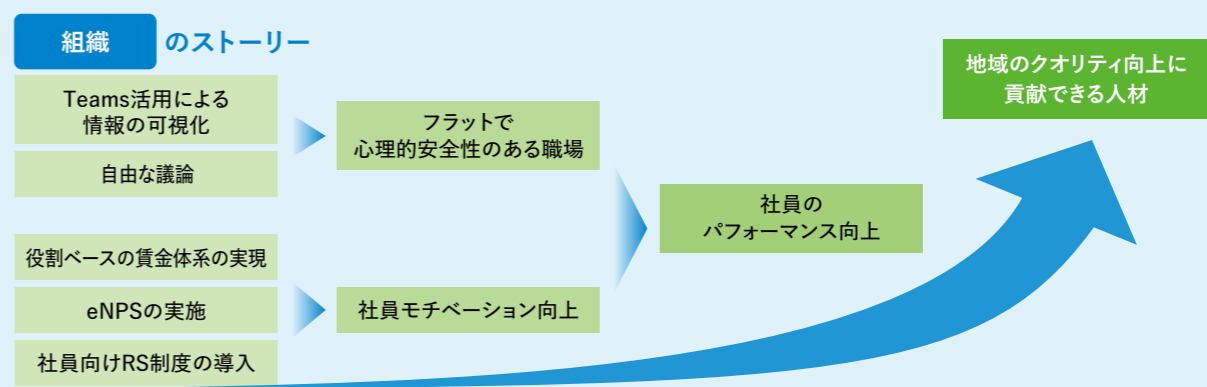 組織 のストーリー
Teams活用による
情報の可視化
自由な議論
役割ベースの賃金体系の実現
eNPSの実施
社員向けRS制度の導入
フラットで
心理的安全性のある職場
社員モチベーション向上
社員の
パフォーマンス向上
地域のクオリティ向上に
貢献できる人材